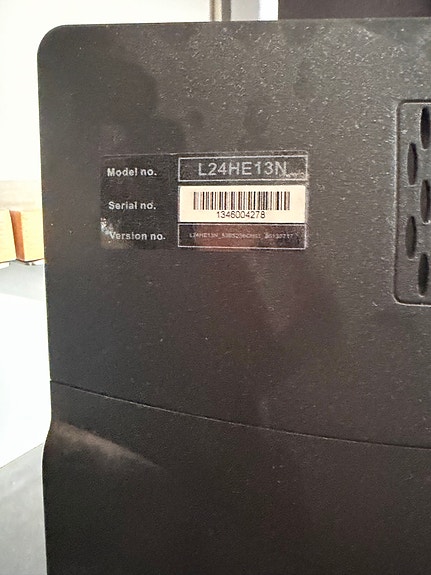 Model no. L24HE13N
Serial no. 1346004278
Version no.